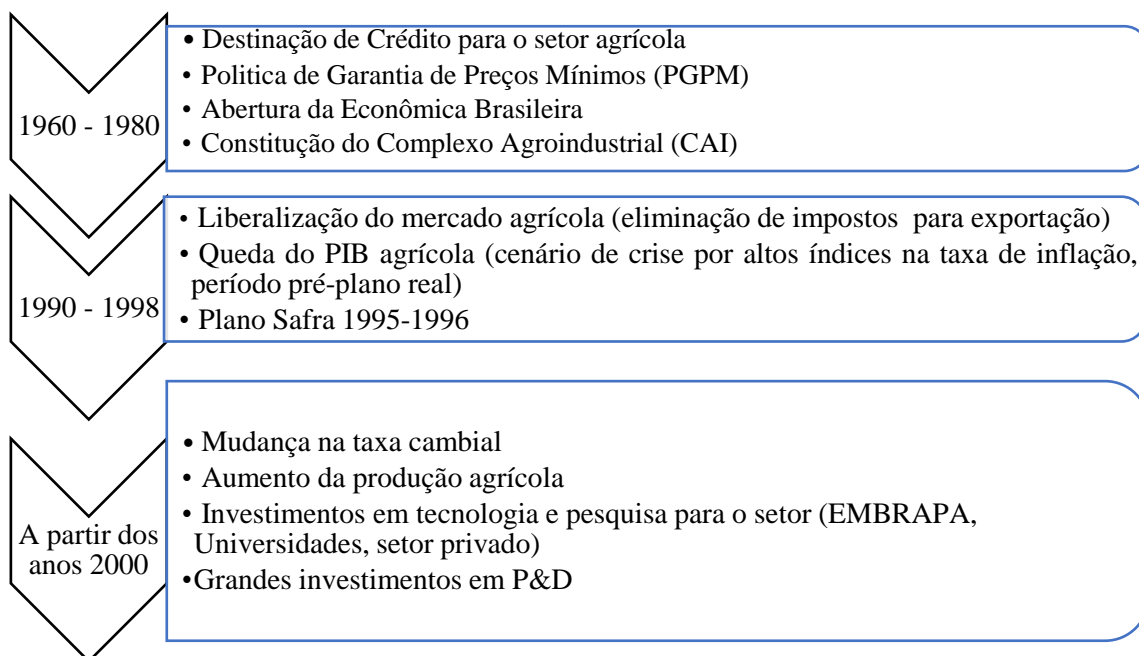 1960 - 1980
• Destinação de Crédito para o setor agrícola
• Politica de Garantia de Preços Mínimos (PGPM)
• Abertura da Econômica Brasileira
• Constitução do Complexo Agroindustrial (CAI)
1990 - 1998
• Liberalização do mercado agrícola (eliminação de impostos para exportação)
• Queda do PIB agrícola (cenário de crise por altos índices na taxa de inflação,
período pré-plano real)
• Plano Safra 1995-1996
A partir dos
anos 2000
• Mudança na taxa cambial
• Aumento da produção agrícola
• Investimentos em tecnologia e pesquisa para o setor (EMBRAPA,
Universidades, setor privado)
•Grandes investimentos em P&D